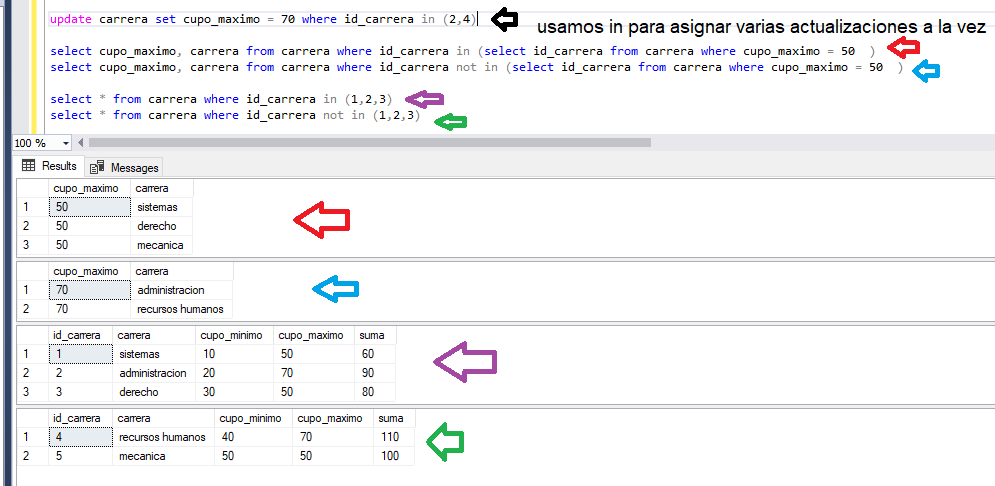 update carrera set cupo_maximo = 70 where id_carrera in (2,4)
usamos in para asignar varias actualizaciones a la vez
select cupo_maximo, carrera from carrera where id_carrera in (select id_carrera from carrera where cupo_maximo = 50  )
select cupo_maximo, carrera from carrera where id_carrera not in (select id_carrera from carrera where cupo_maximo = 50  )
select * from carrera where id_carrera in (1,2,3)
select * from carrera where id_carrera not in (1,2,3)
100 %
Results Messages
cupo_maximo carrera
1 50 sistemas
2 50 derecho
3 50 mecanica
cupo_maximo carrera
1 70 administracion
2 70 recursos humanos
id_carrera carrera cupo_minimo cupo_maximo suma
1 1 sistemas 10 50 60
2 2 administracion 20 70 90
3 3 derecho 30 50 80
id_carrera carrera cupo_minimo cupo_maximo suma
1 4 recursos humanos 40 70 110
2 5 mecanica 50 50 100